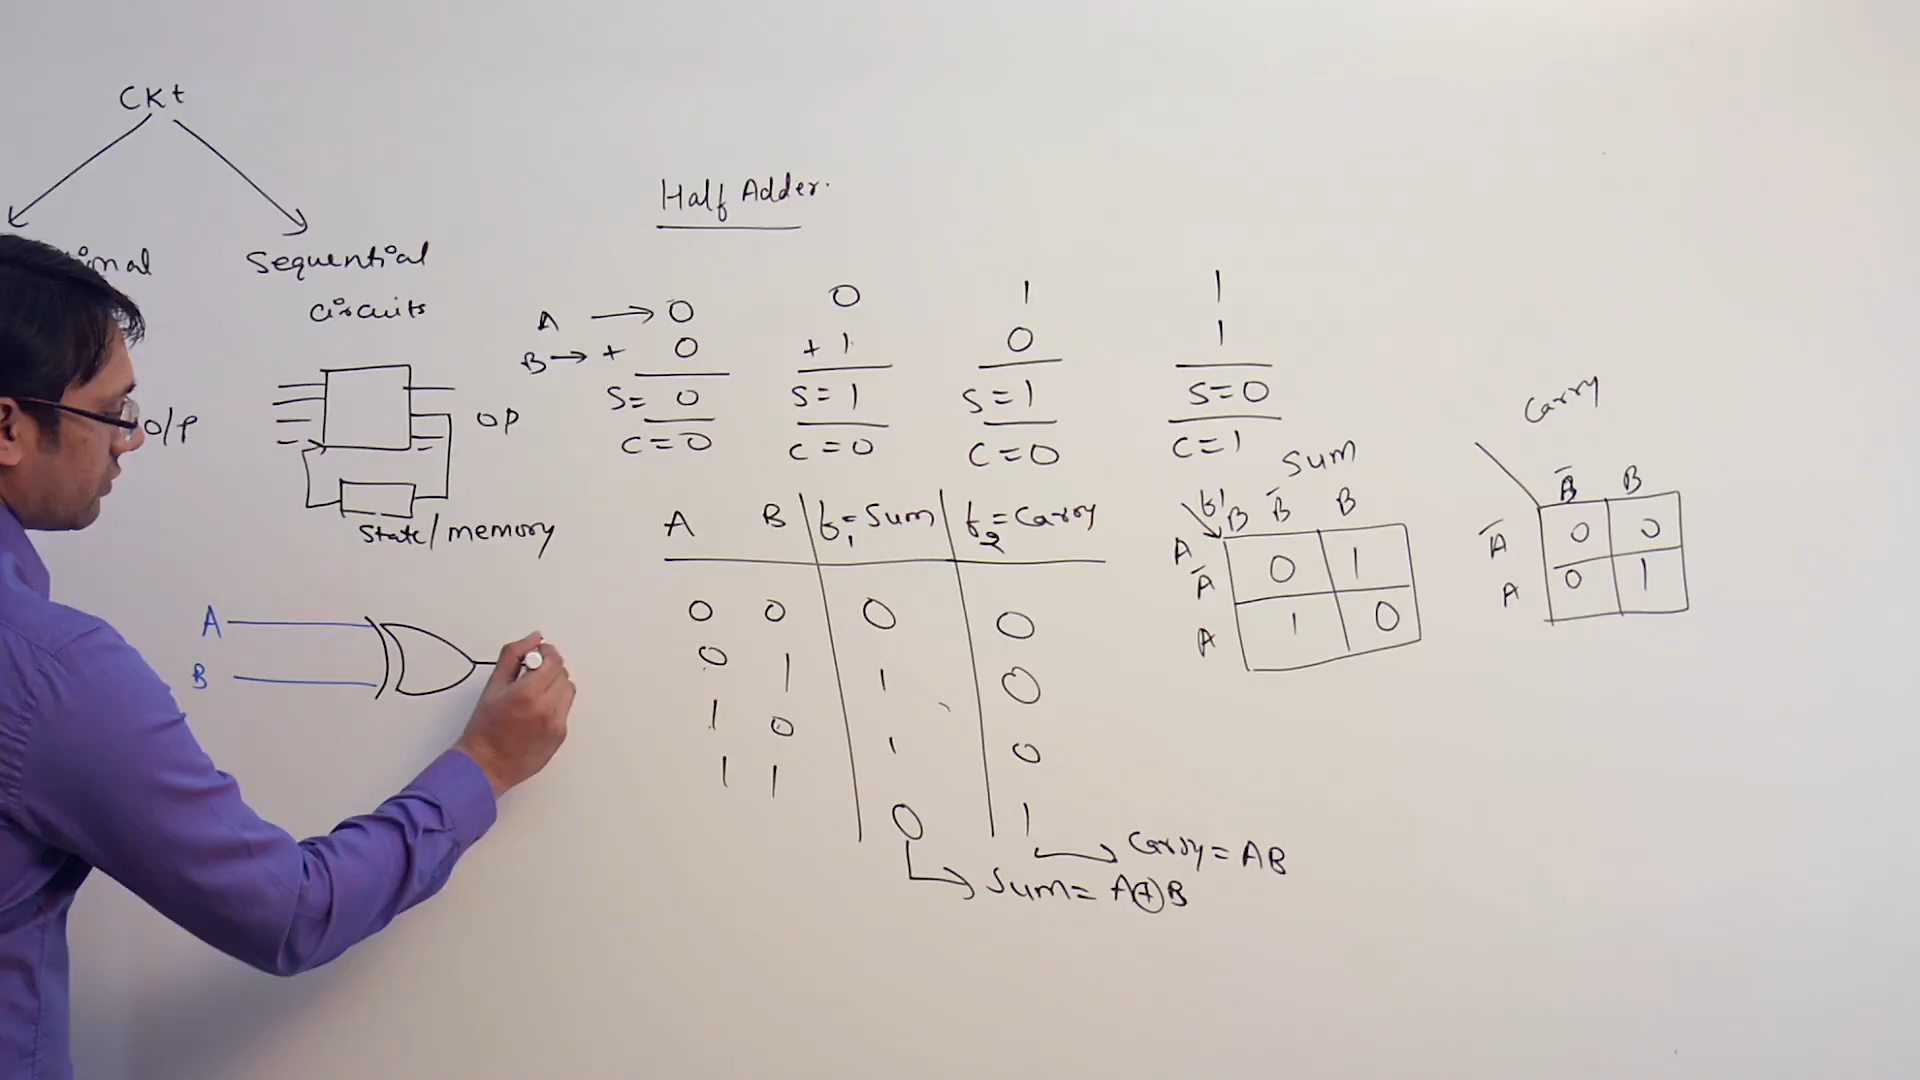 CKt
Half Adder.
Sequential
circuits
O/P
OP
State/memory
A → 0
B → + 0
S= 0
C=0
0
+ 1
S= 1
C=0
1
0
S=1
C=0
1
1
S=0
C=1
A B f₁=Sum f₂=Carry
0 0 0 0
0 1 1 0
1 0 1 0
1 1 0 1
Carry=AB
Sum= A⊕B
Sum
B B̅ B
A
A̅ 0 1
A 1 0
Carry
B̅ B
A̅ 0 0
A 0 1
A
B